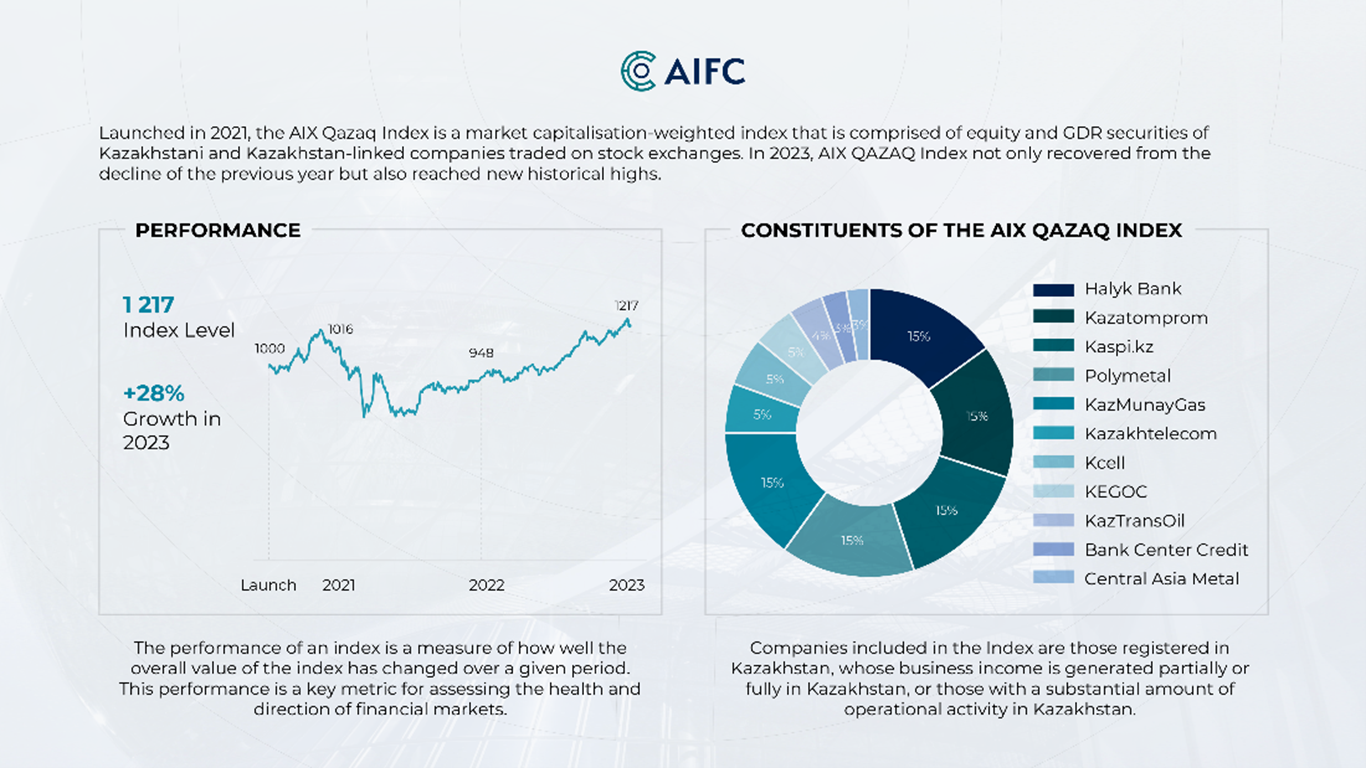 AIFC
Launched in 2021, the AIX Qazaq Index is a market capitalisation-weighted index that is comprised of equity and GDR securities of
Kazakhstani and Kazakhstan-linked companies traded on stock exchanges. In 2023, AIX QAZAQ Index not only recovered from the
decline of the previous year but also reached new historical highs.
PERFORMANCE
1 217
Index Level
+28%
Growth in
2023
1000
1016
948
1217
Launch
2021
2022
2023
The performance of an index is a measure of how well the
overall value of the index has changed over a given period.
This performance is a key metric for assessing the health and
direction of financial markets.
CONSTITUENTS OF THE AIX QAZAQ INDEX
15%
15%
15%
15%
15%
5%
5%
5%
4%
3%
3%
Halyk Bank
Kazatomprom
Kaspi.kz
Polymetal
KazMunayGas
Kazakhtelecom
Kcell
KEGOC
KazTransOil
Bank Center Credit
Central Asia Metal
Companies included in the Index are those registered in
Kazakhstan, whose business income is generated partially or
fully in Kazakhstan, or those with a substantial amount of
operational activity in Kazakhstan.